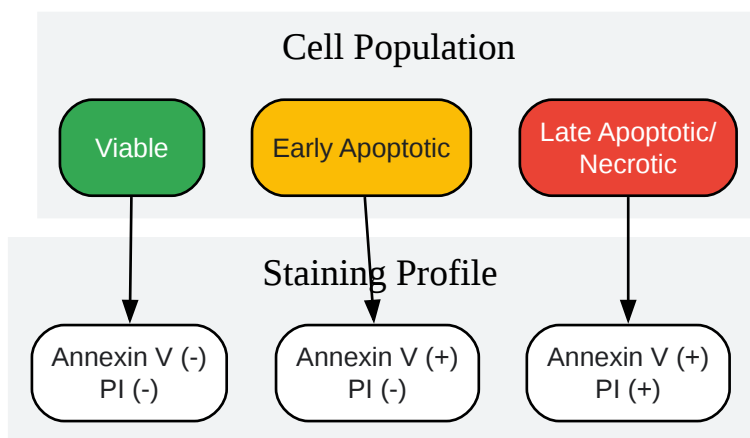 Cell Population
Viable
Early Apoptotic
Late Apoptotic/
Necrotic
Staining Profile
Annexin V (-)
PI (-)
Annexin V (+)
PI (-)
Annexin V (+)
PI (+)